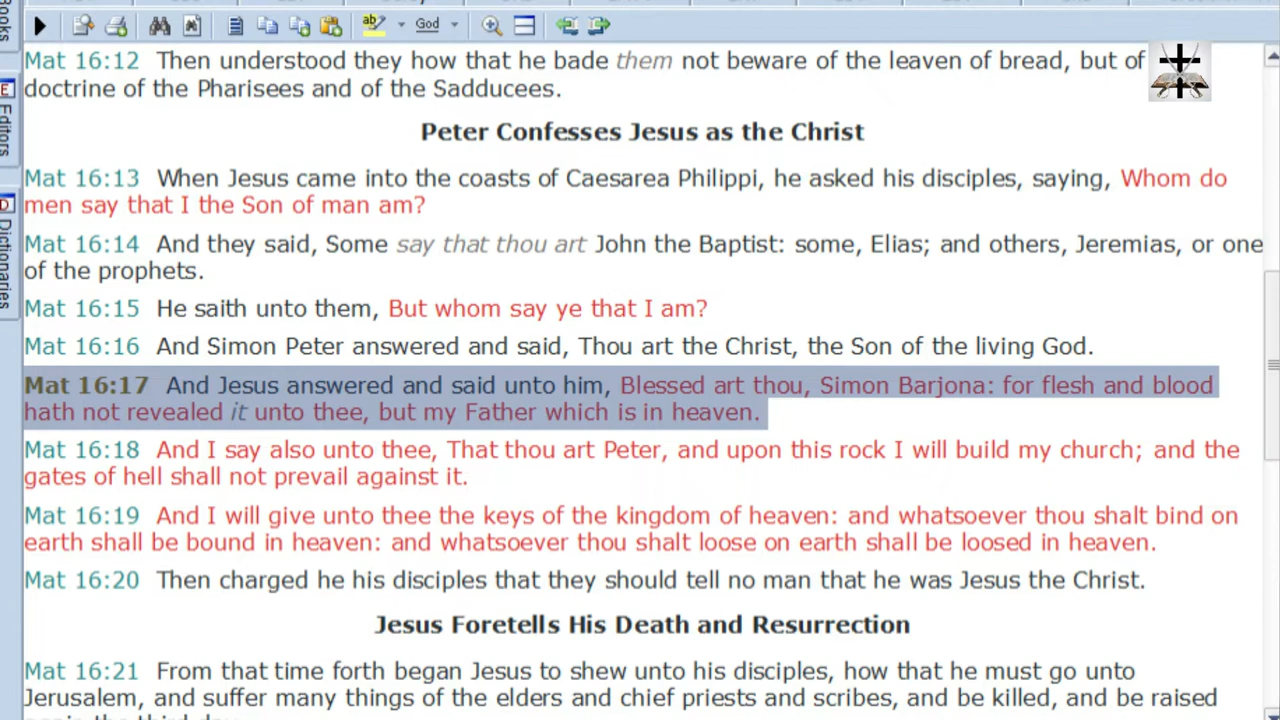 ooks
Editors
Dictionaries
E
D
ab
God
Mat 16:12 Then understood they how that he bade them not beware of the leaven of bread, but of
doctrine of the Pharisees and of the Sadducees.
Peter Confesses Jesus as the Christ
Mat 16:13 When Jesus came into the coasts of Caesarea Philippi, he asked his disciples, saying, Whom do
men say that I the Son of man am?
Mat 16:14 And they said, Some say that thou art John the Baptist: some, Elias; and others, Jeremias, or one
of the prophets.
Mat 16:15 He saith unto them, But whom say ye that I am?
Mat 16:16 And Simon Peter answered and said, Thou art the Christ, the Son of the living God.
Mat 16:17 And Jesus answered and said unto him, Blessed art thou, Simon Barjona: for flesh and blood
hath not revealed it unto thee, but my Father which is in heaven.
Mat 16:18 And I say also unto thee, That thou art Peter, and upon this rock I will build my church; and the
gates of hell shall not prevail against it.
Mat 16:19 And I will give unto thee the keys of the kingdom of heaven: and whatsoever thou shalt bind on
earth shall be bound in heaven: and whatsoever thou shalt loose on earth shall be loosed in heaven.
Mat 16:20 Then charged he his disciples that they should tell no man that he was Jesus the Christ.
Jesus Foretells His Death and Resurrection
Mat 16:21 From that time forth began Jesus to shew unto his disciples, how that he must go unto
Jerusalem, and suffer many things of the elders and chief priests and scribes, and be killed, and be raised